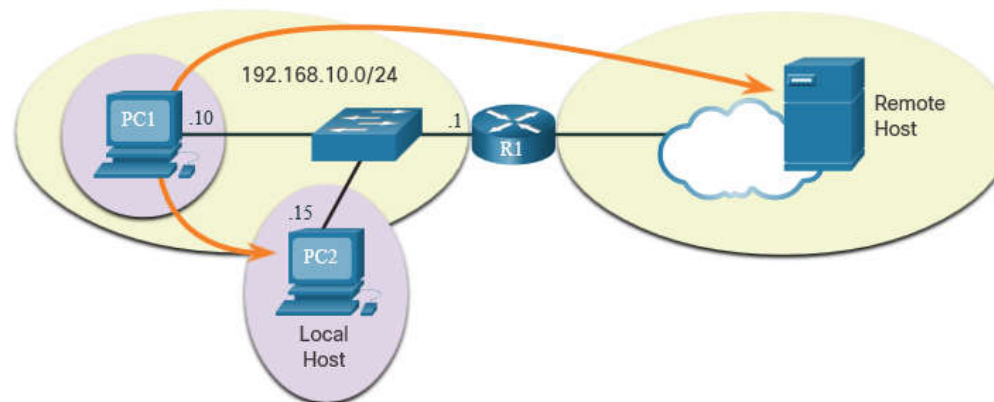 192.168.10.0/24
PC1
.10
.1
R1
Remote
Host
.15
PC2
Local
Host